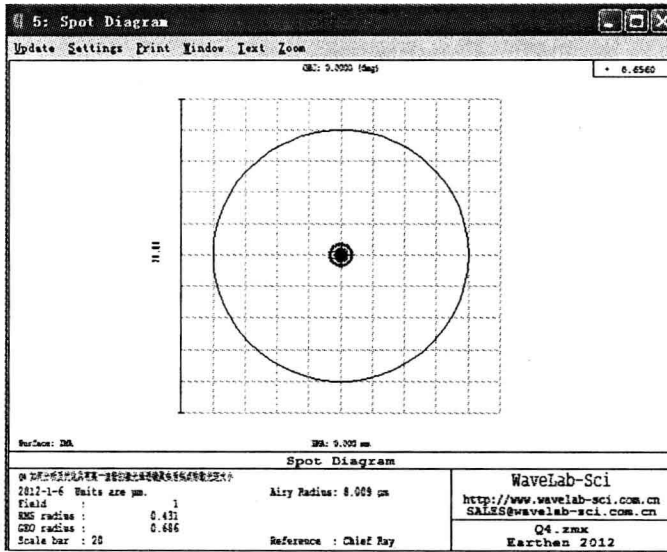 5: Spot Diagram
Update Settings Print Window Text Zoom
OBJ: 0.0000 (deg)
+ 0.6560
20.00
Surface: IMA
IMA: 0.000 mm
Spot Diagram
2012-1-6 Units are µm.
Airy Radius: 8.009 µm
Field : 1
RMS radius : 0.431
GEO radius : 0.686
Scale bar : 20
Reference : Chief Ray
WaveLab-Sci
http://www.wavelab-sci.com.cn
SALES@wavelab-sci.com.cn
Q4.zmx
Earthen 2012